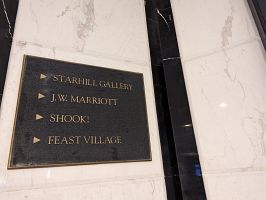 STARHILL GALLERY
J.W. MARRIOTT
SHOOK!
FEAST VILLAGE